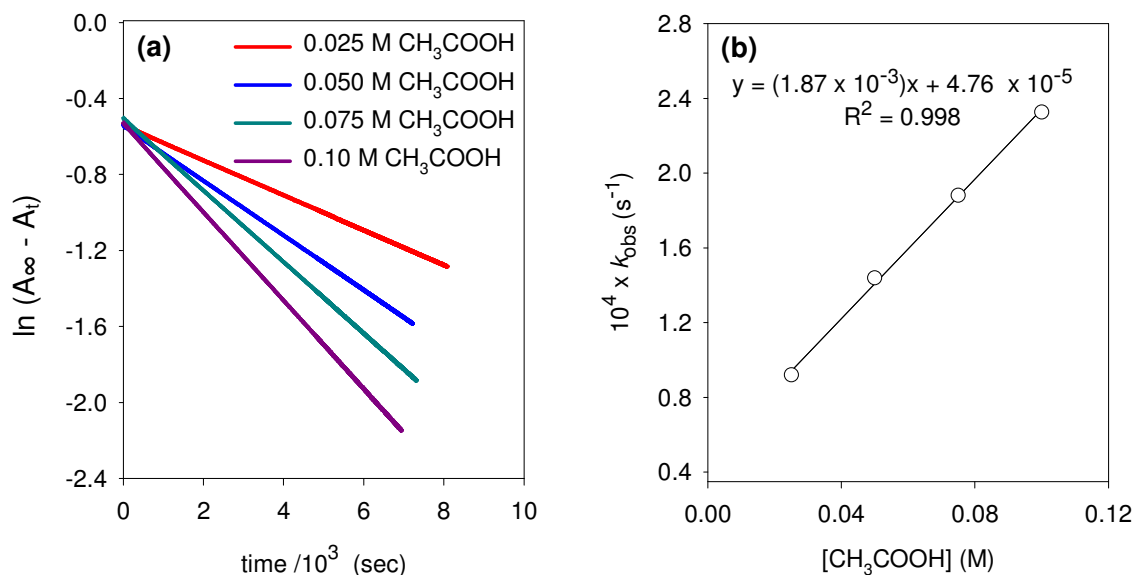 (a)
0.025 M CH₃COOH
0.050 M CH₃COOH
0.075 M CH₃COOH
0.10 M CH₃COOH
0.0
-0.4
-0.8
-1.2
-1.6
-2.0
-2.4
ln (A∞ - Aₜ)
0 2 4 6 8 10
time /10³ (sec)
(b)
y = (1.87 x 10⁻³)x + 4.76 x 10⁻⁵
R² = 0.998
2.8
2.4
2.0
1.6
1.2
0.8
0.4
10⁴ x k_obs (s⁻¹)
0.00 0.04 0.08 0.12
[CH₃COOH] (M)